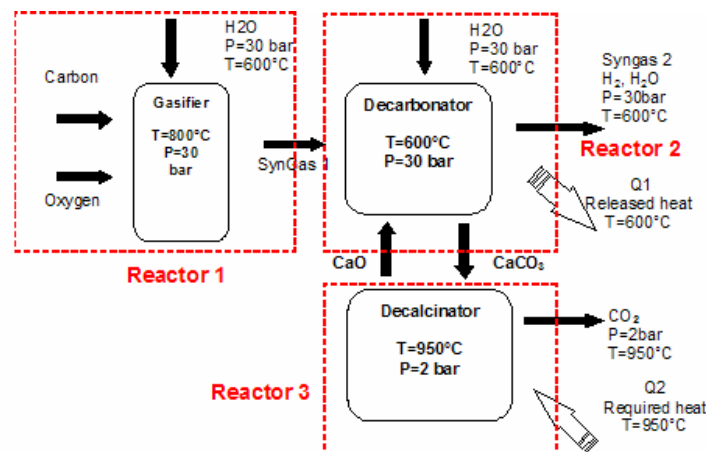 H2O
P=30 bar
T=600°C
Carbon
Oxygen
Gasifier
T=800°C
P=30
bar
SynGas 1
Reactor 1
H2O
P=30 bar
T=600°C
Decarbonator
T=600°C
P=30 bar
Syngas 2
H₂, H₂O
P=30bar
T=600°C
Reactor 2
Q1
Released heat
T=600°C
CaO
CaCO₃
Decalcinator
T=950°C
P=2 bar
Reactor 3
CO₂
P=2bar
T=950°C
Q2
Required heat
T=950°C